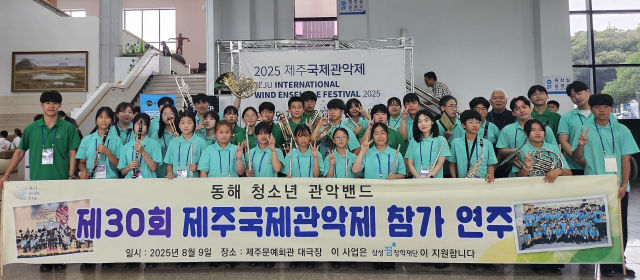 2025 제주국제관악제
JEJU INTERNATIONAL
WIND ENSEMBLE FESTIVAL 2025
동해 청소년 관악밴드
제30회 제주국제관악제 참가 연주
일시 : 2025년 8월 9일 장소 : 제주문예회관 대극장 이 사업은 삼성꿈장학재단 이 지원합니다